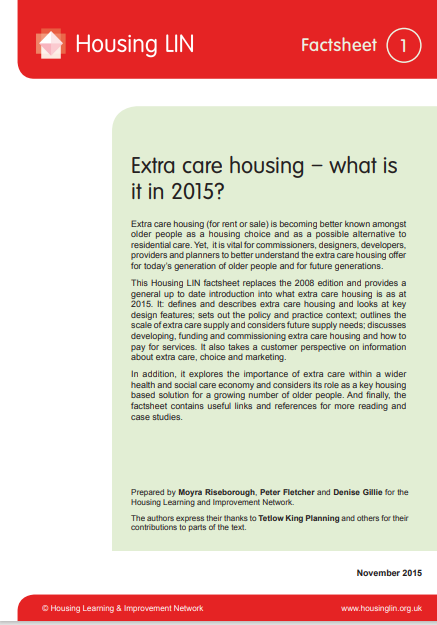 Housing LIN
Factsheet 1
Extra care housing – what is
it in 2015?
Extra care housing (for rent or sale) is becoming better known amongst
older people as a housing choice and as a possible alternative to
residential care. Yet, it is vital for commissioners, designers, developers,
providers and planners to better understand the extra care housing offer
for today's generation of older people and for future generations.
This Housing LIN factsheet replaces the 2008 edition and provides a
general up to date introduction into what extra care housing is as at
2015. It: defines and describes extra care housing and looks at key
design features; sets out the policy and practice context; outlines the
scale of extra care supply and considers future supply needs; discusses
developing, funding and commissioning extra care housing and how to
pay for services. It also takes a customer perspective on information
about extra care, choice and marketing.
In addition, it explores the importance of extra care within a wider
health and social care economy and considers its role as a key housing
based solution for a growing number of older people. And finally, the
factsheet contains useful links and references for more reading and
case studies.
Prepared by Moyra Riseborough, Peter Fletcher and Denise Gillie for the
Housing Learning and Improvement Network.
The authors express their thanks to Tetlow King Planning and others for their
contributions to parts of the text.
November 2015
© Housing Learning & Improvement Network
www.housinglin.org.uk